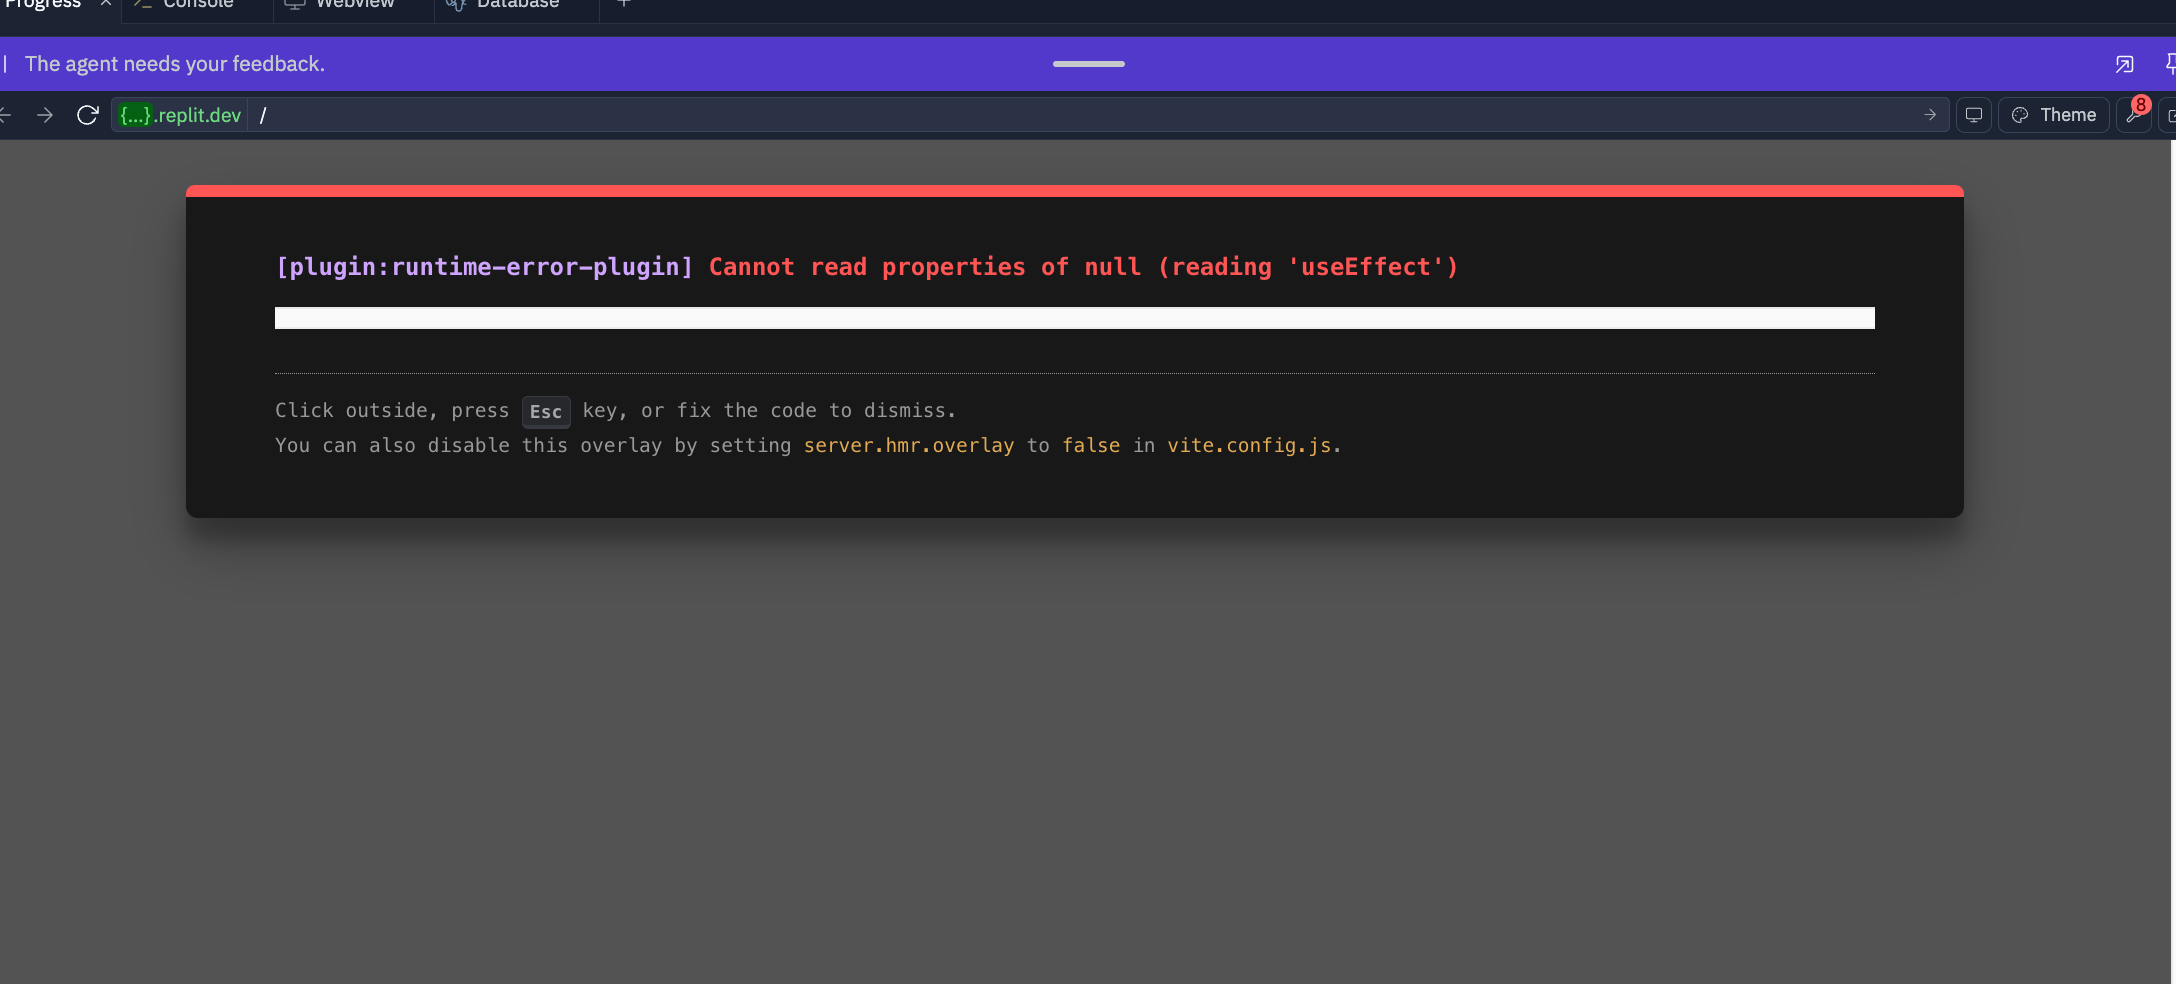 Progress × Console Webview Database +
The agent needs your feedback.
{...}.replit.dev / Theme 8
[plugin:runtime-error-plugin] Cannot read properties of null (reading 'useEffect')
Click outside, press Esc key, or fix the code to dismiss.
You can also disable this overlay by setting server.hmr.overlay to false in vite.config.js.